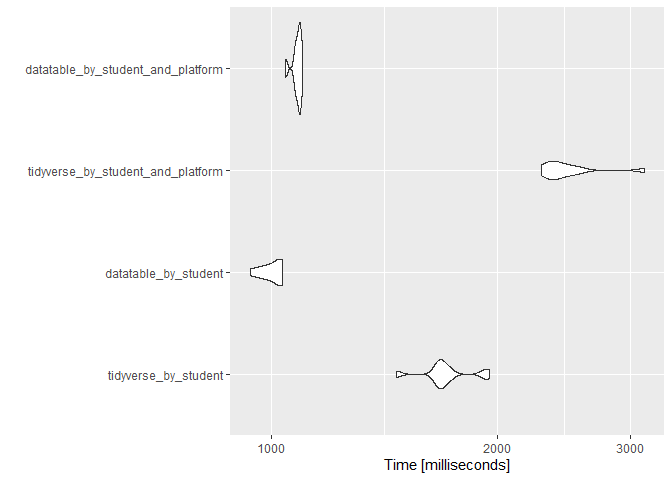 datatable_by_student_and_platform
tidyverse_by_student_and_platform
datatable_by_student
tidyverse_by_student
1000 2000 3000
Time [milliseconds]